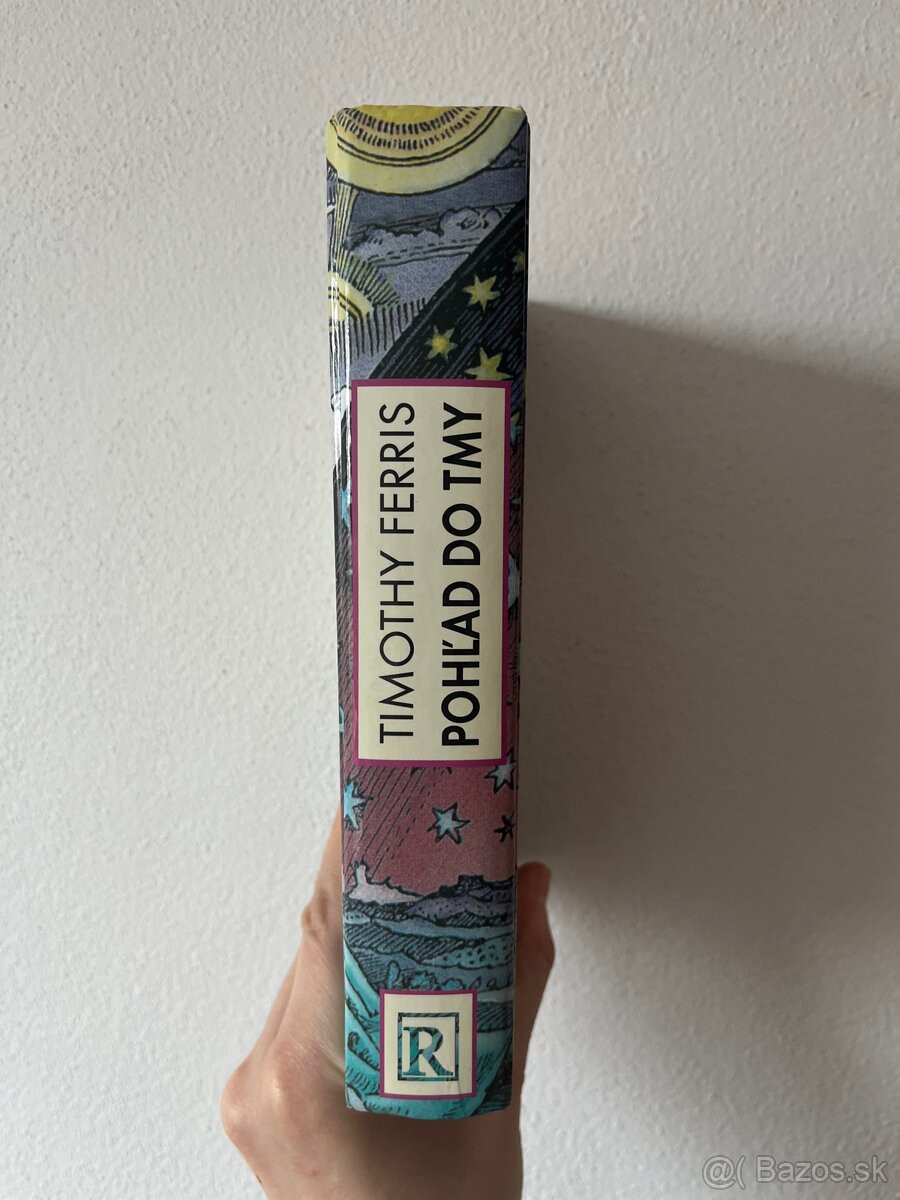 TIMOTHY FERRIS
POHĽAD DO TMY
R
@( Bazos.sk